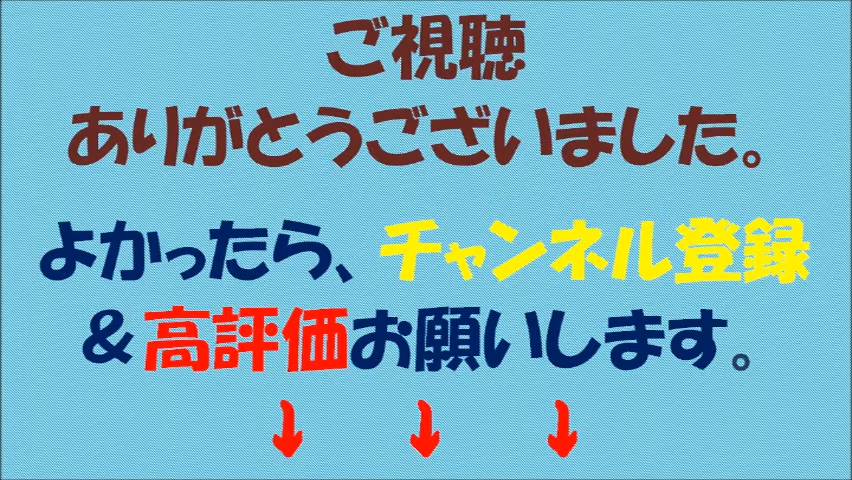 ご視聴
ありがとうございました。
よかったら、チャンネル登録
＆高評価お願いします。
↓ ↓ ↓